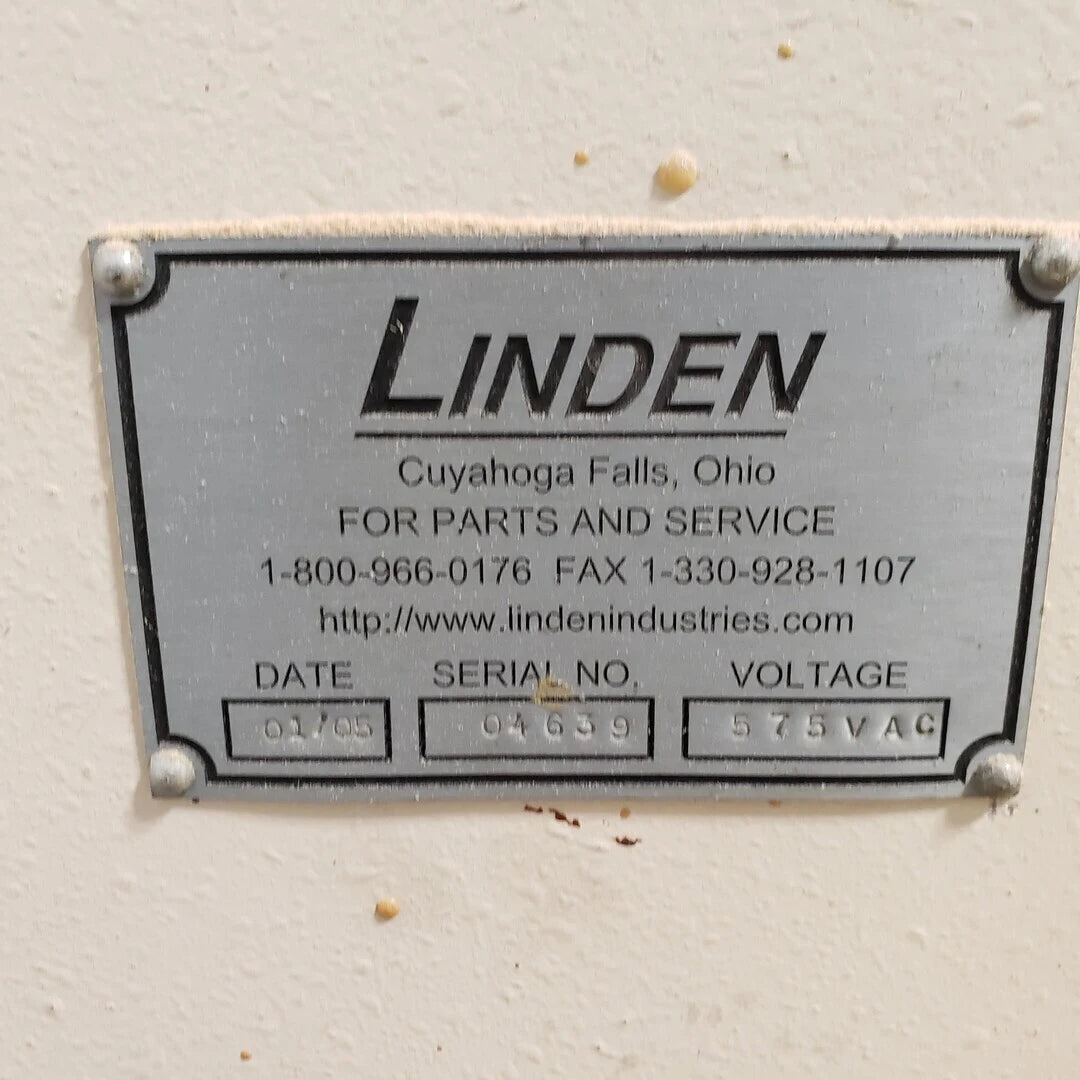 LINDEN
Cuyahoga Falls, Ohio
FOR PARTS AND SERVICE
1-800-966-0176 FAX 1-330-928-1107
http://www.lindenindustries.com
DATE SERIAL NO. VOLTAGE
01/05 04639 575VAC